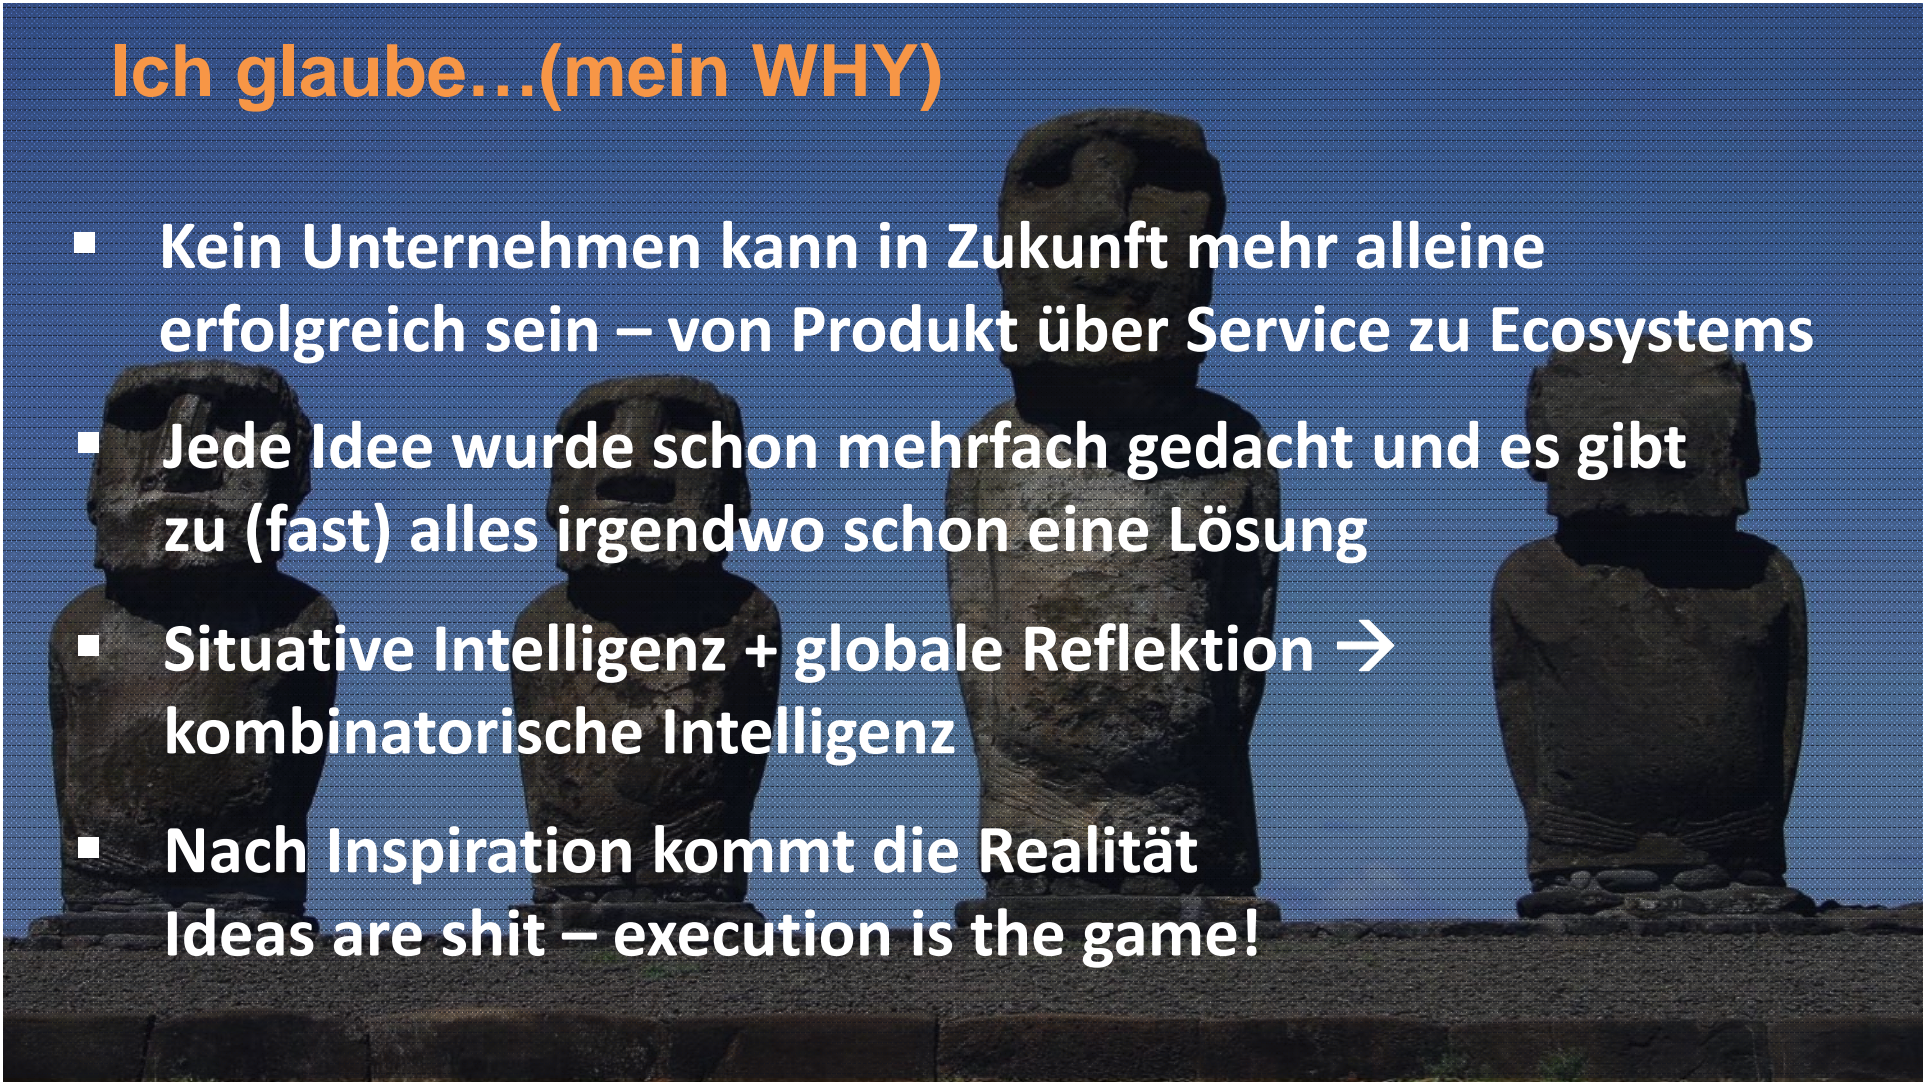 Ich glaube…(mein WHY)
▪ Kein Unternehmen kann in Zukunft mehr alleine
erfolgreich sein – von Produkt über Service zu Ecosystems
▪ Jede Idee wurde schon mehrfach gedacht und es gibt
zu (fast) alles irgendwo schon eine Lösung
▪ Situative Intelligenz + globale Reflektion →
kombinatorische Intelligenz
▪ Nach Inspiration kommt die Realität
Ideas are shit – execution is the game!